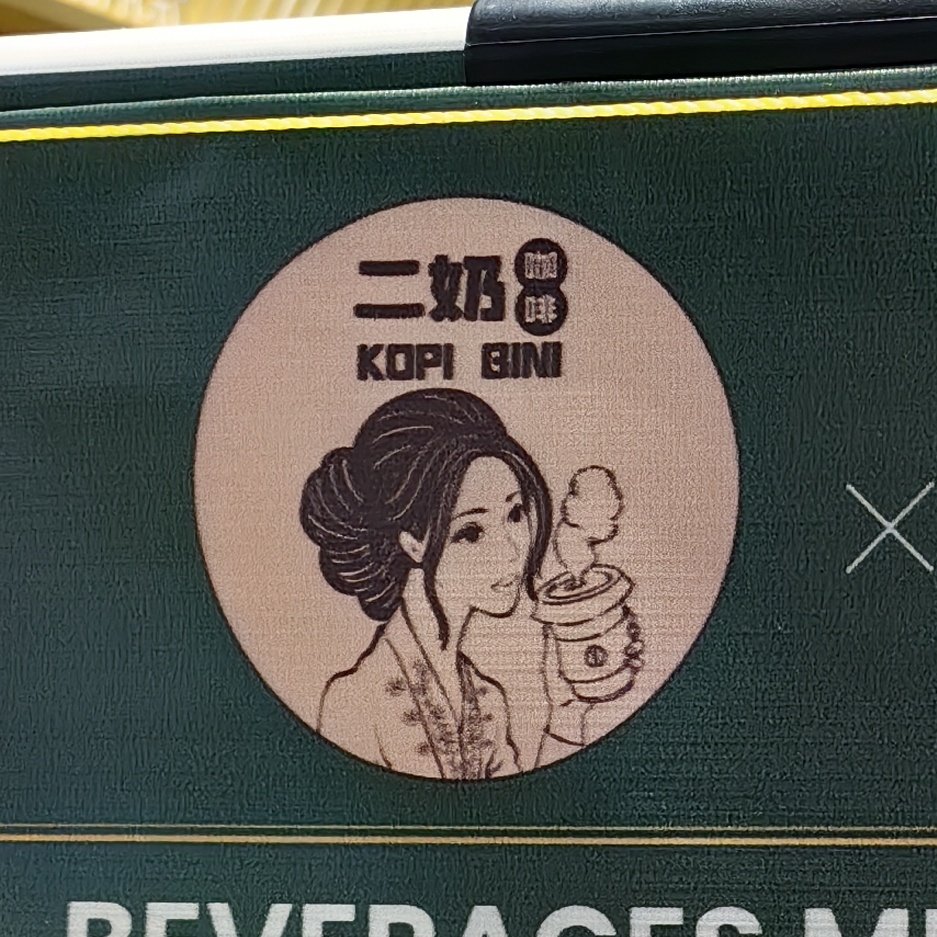 二奶咖啡
KOPI BINI
BEVERAGES